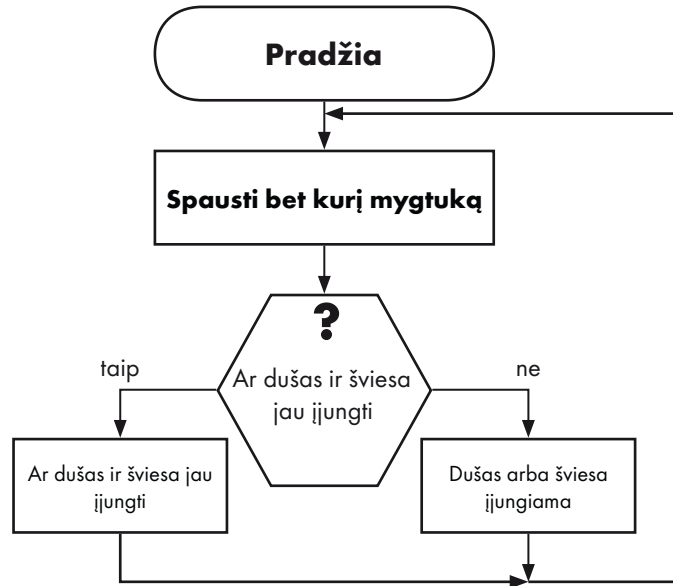 Pradžia
Spausti bet kurį mygtuką
?
Ar dušas ir šviesa
jau įjungti
taip
ne
Ar dušas ir šviesa jau
įjungti
Dušas arba šviesa
įjungiama